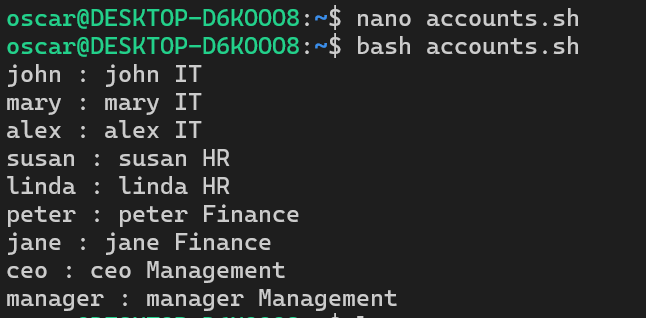 oscar@DESKTOP-D6KOOO8:~$ nano accounts.sh
oscar@DESKTOP-D6KOOO8:~$ bash accounts.sh
john : john IT
mary : mary IT
alex : alex IT
susan : susan HR
linda : linda HR
peter : peter Finance
jane : jane Finance
ceo : ceo Management
manager : manager Management